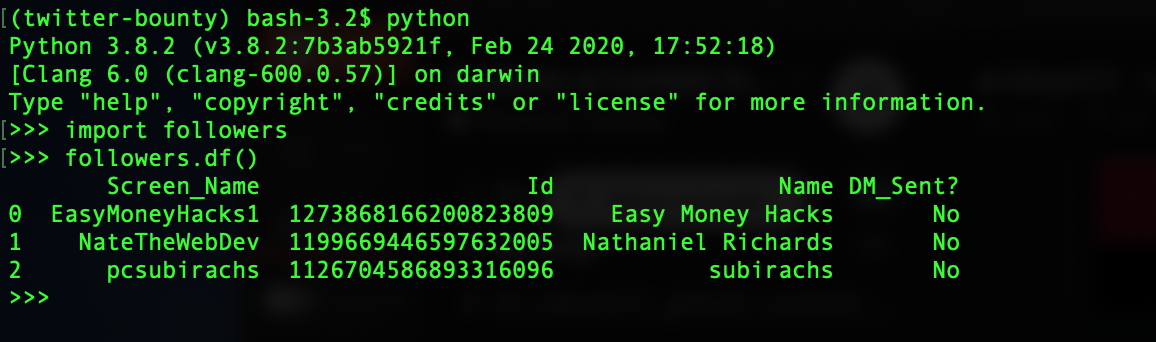 [(twitter-bounty) bash-3.2$ python
Python 3.8.2 (v3.8.2:7b3ab5921f, Feb 24 2020, 17:52:18)
[Clang 6.0 (clang-600.0.57)] on darwin
Type "help", "copyright", "credits" or "license" for more information.
[>>> import followers
[>>> followers.df()
Screen_Name Id Name DM_Sent?
0 EasyMoneyHacks1 1273868166200823809 Easy Money Hacks No
1 NateTheWebDev 1199669446597632005 Nathaniel Richards No
2 pcsubirachs 1126704586893316096 subirachs No
>>>